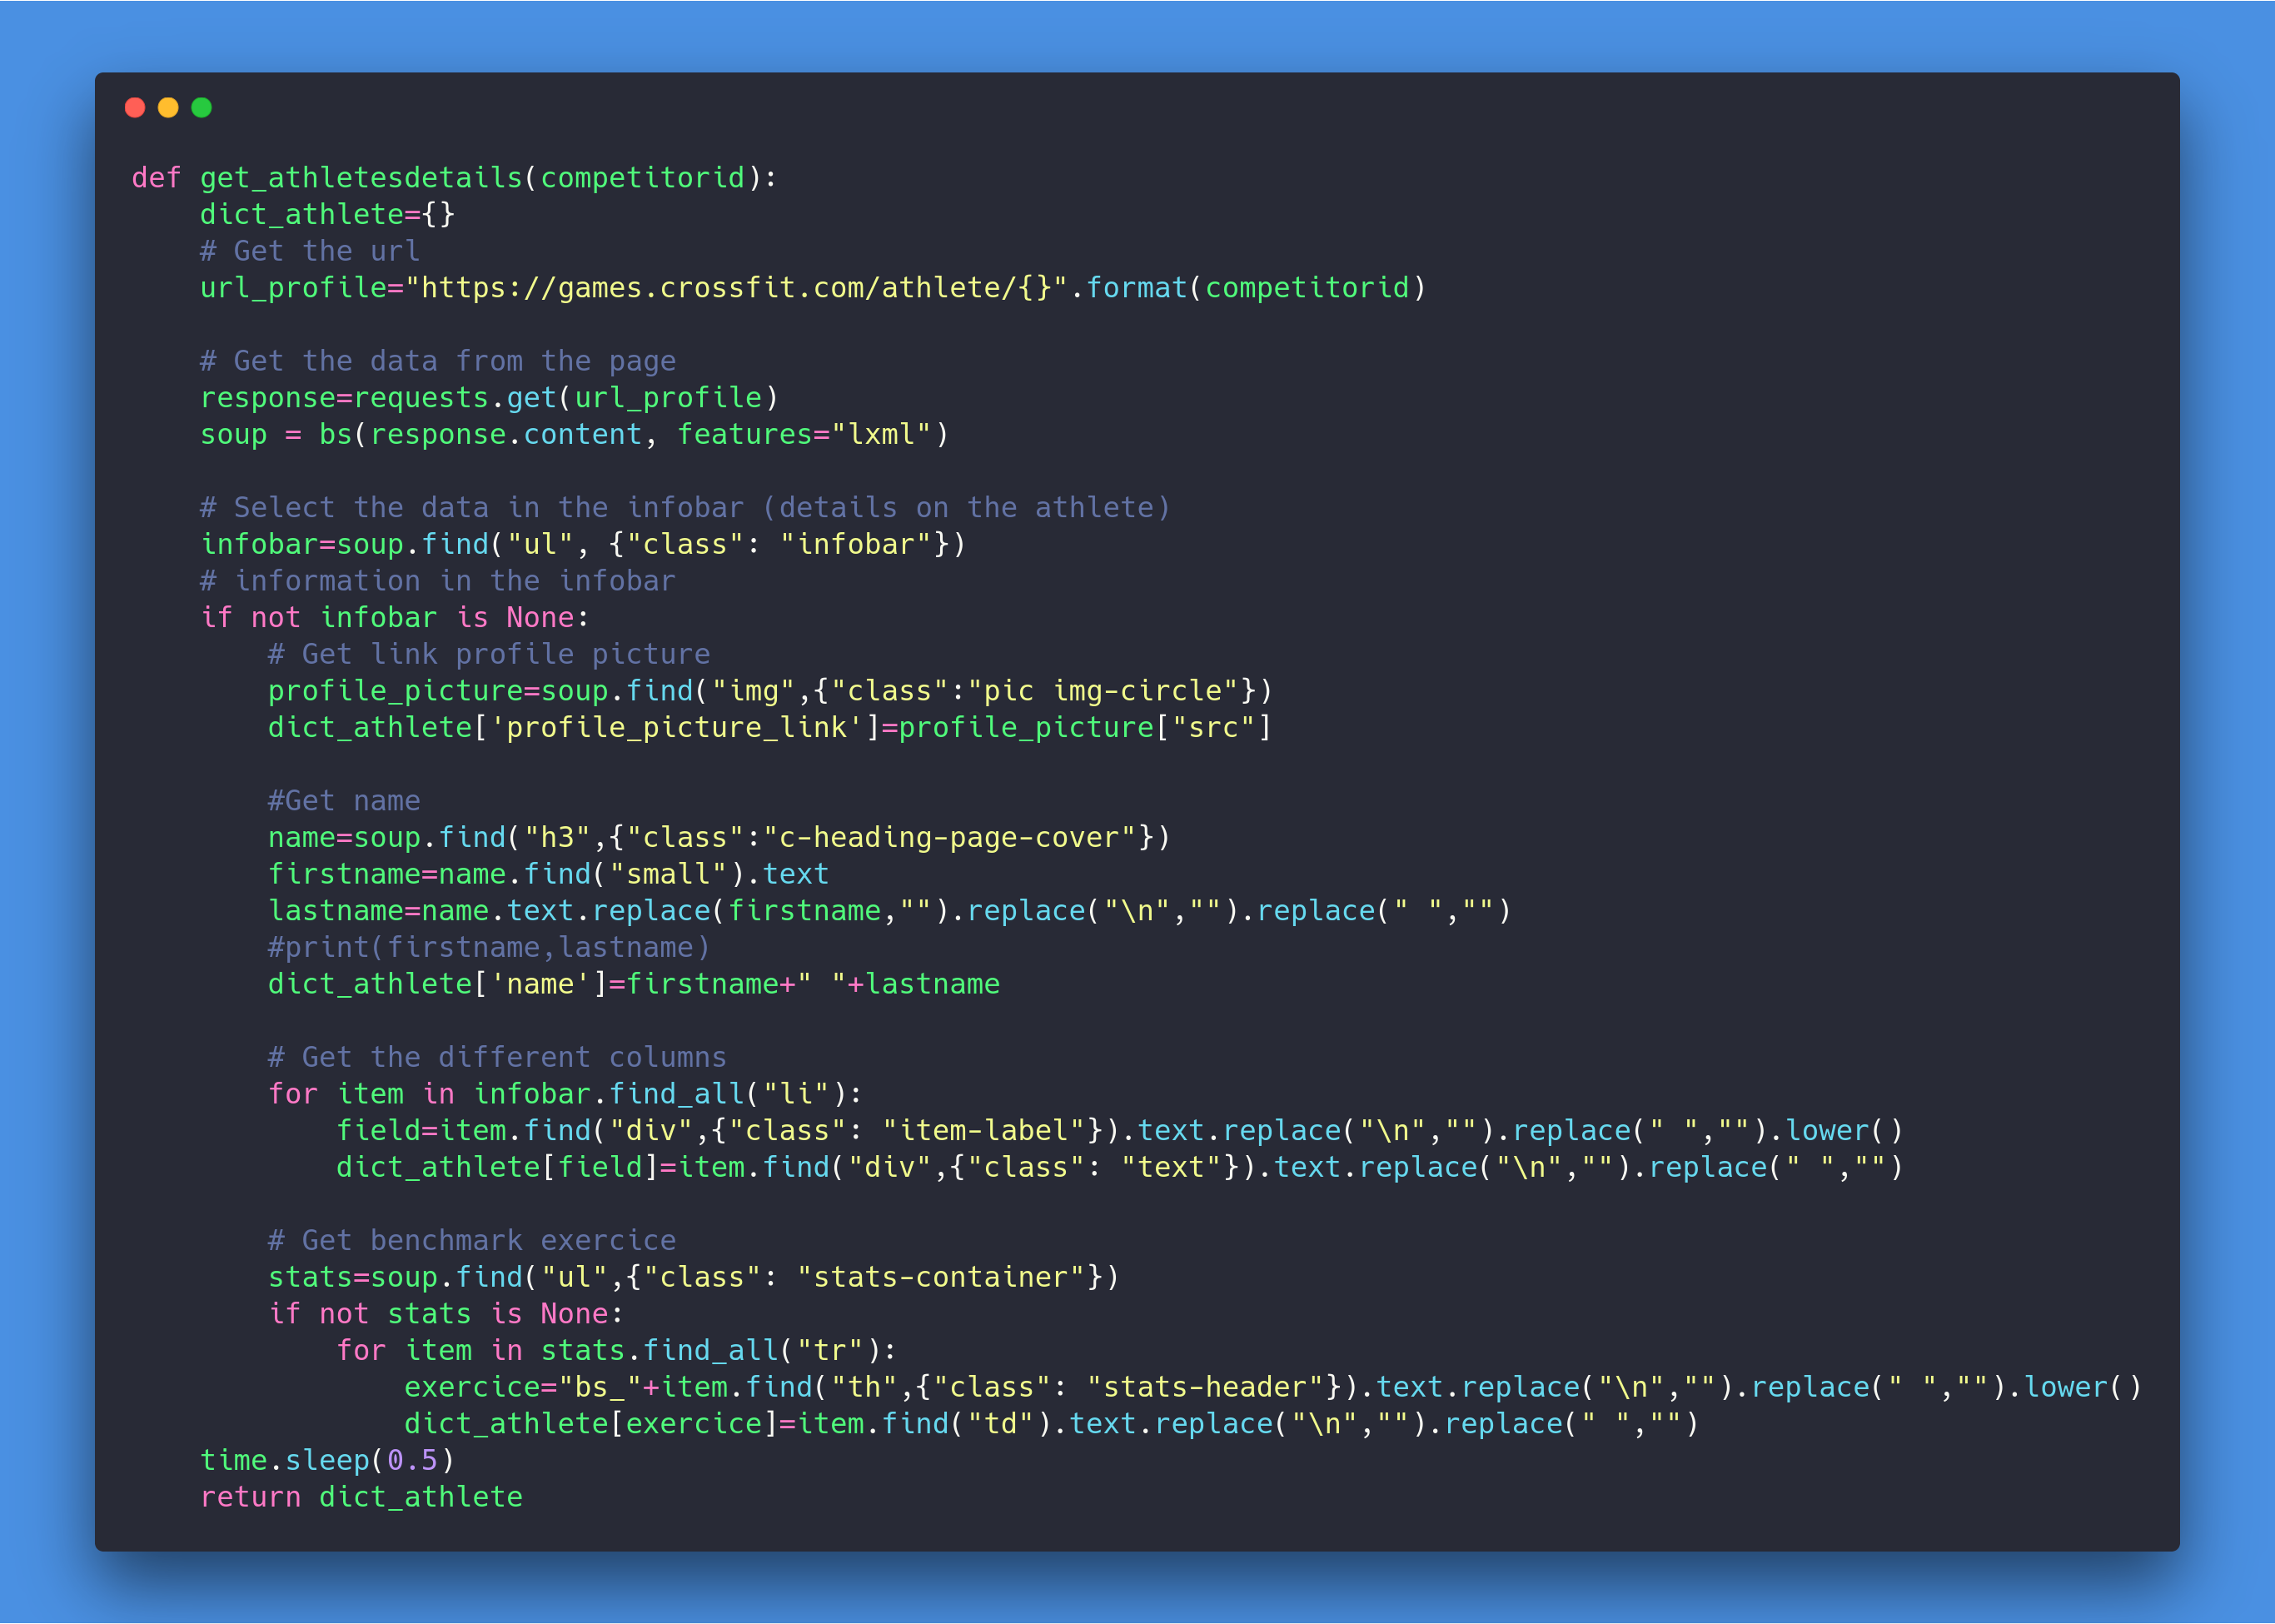 def get_athletesdetails(competitorid):
    dict_athlete={}
    # Get the url
    url_profile="https://games.crossfit.com/athlete/{}".format(competitorid)

    # Get the data from the page
    response=requests.get(url_profile)
    soup = bs(response.content, features="lxml")

    # Select the data in the infobar (details on the athlete)
    infobar=soup.find("ul", {"class": "infobar"})
    # information in the infobar
    if not infobar is None:
        # Get link profile picture
        profile_picture=soup.find("img",{"class":"pic img-circle"})
        dict_athlete['profile_picture_link']=profile_picture["src"]

        #Get name
        name=soup.find("h3",{"class":"c-heading-page-cover"})
        firstname=name.find("small").text
        lastname=name.text.replace(firstname,"").replace("\n","").replace(" ","")
        #print(firstname,lastname)
        dict_athlete['name']=firstname+" "+lastname

        # Get the different columns
        for item in infobar.find_all("li"):
            field=item.find("div",{"class": "item-label"}).text.replace("\n","").replace(" ","").lower()
            dict_athlete[field]=item.find("div",{"class": "text"}).text.replace("\n","").replace(" ","")

        # Get benchmark exercice
        stats=soup.find("ul",{"class": "stats-container"})
        if not stats is None:
            for item in stats.find_all("tr"):
                exercice="bs_"+item.find("th",{"class": "stats-header"}).text.replace("\n","").replace(" ","").lower()
                dict_athlete[exercice]=item.find("td").text.replace("\n","").replace(" ","")
    time.sleep(0.5)
    return dict_athlete